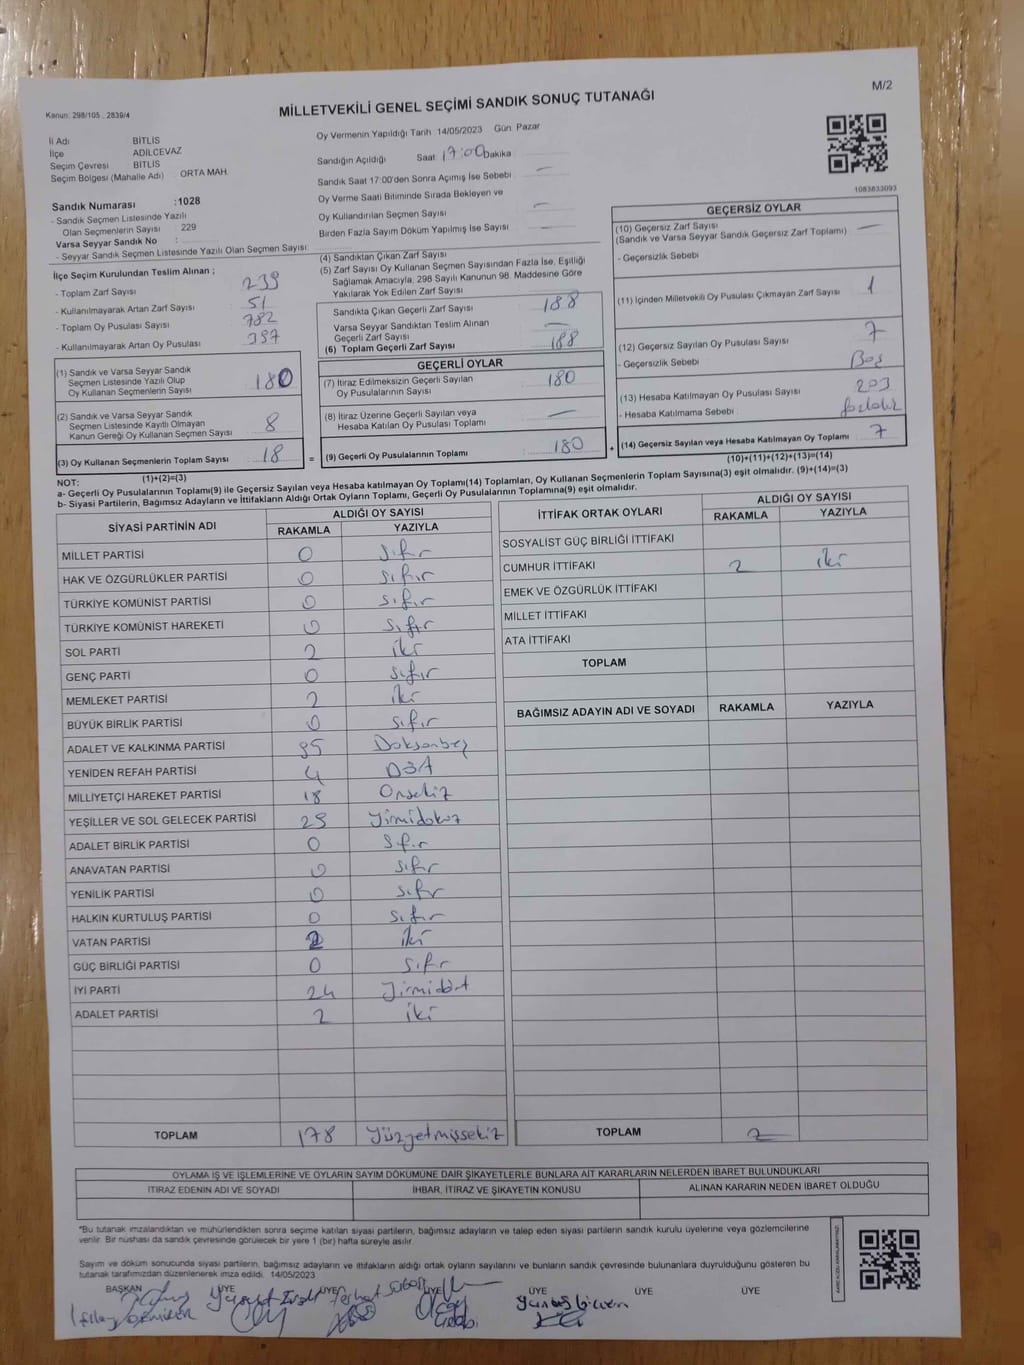 M/2
Kanun: 298/105 , 2839/4
MİLLETVEKİLİ GENEL SEÇİMİ SANDIK SONUÇ TUTANAĞI
İl Adı BİTLİS
İlçe ADİLCEVAZ
Seçim Çevresi BİTLİS
Seçim Bölgesi (Mahalle Adı) : ORTA MAH.
Sandık Numarası :1028
- Sandık Seçmen Listesinde Yazılı
Olan Seçmenlerin Sayısı : 229
Varsa Seyyar Sandık No :
- Seyyar Sandık Seçmen Listesinde Yazılı Olan Seçmen Sayısı:
İlçe Seçim Kurulundan Teslim Alınan ;
- Toplam Zarf Sayısı : 239
- Kullanılmayarak Artan Zarf Sayısı : 51
- Toplam Oy Pusulası Sayısı : 782
- Kullanılmayarak Artan Oy Pusulası : 397
(1) Sandık ve Varsa Seyyar Sandık
Seçmen Listesinde Yazılı Olup
Oy Kullanan Seçmenlerin Sayısı 180
(2) Sandık ve Varsa Seyyar Sandık
Seçmen Listesinde Kayıtlı Olmayan
Kanun Gereği Oy Kullanan Seçmen Sayısı 8
(3) Oy Kullanan Seçmenlerin Toplam Sayısı 18
(1)+(2)=(3)
Oy Vermenin Yapıldığı Tarih :14/05/2023 Gün: Pazar
Sandığın Açıldığı Saat: 17:00 Dakika
Sandık Saat 17:00'den Sonra Açımış İse Sebebi : —
Oy Verme Saati Bitiminde Sırada Bekleyen ve
Oy Kullandırılan Seçmen Sayısı : —
Birden Fazla Sayım Döküm Yapılmış İse Sayısı : —
(4) Sandıktan Çıkan Zarf Sayısı :
(5) Zarf Sayısı Oy Kullanan Seçmen Sayısından Fazla İse, Eşitliği
Sağlamak Amacıyla, 298 Sayılı Kanunun 98. Maddesine Göre
Yakılarak Yok Edilen Zarf Sayısı
Sandıkta Çıkan Geçerli Zarf Sayısı : 188
Varsa Seyyar Sandıktan Teslim Alınan
Geçerli Zarf Sayısı : —
(6) Toplam Geçerli Zarf Sayısı : 188
GEÇERLİ OYLAR
(7) İtiraz Edilmeksizin Geçerli Sayılan
Oy Pusulalarının Sayısı : 180
(8) İtiraz Üzerine Geçerli Sayılan veya
Hesaba Katılan Oy Pusulası Toplamı : —
= (9) Geçerli Oy Pusulalarının Toplamı : 180
1083833093
GEÇERSİZ OYLAR
(10) Geçersiz Zarf Sayısı : —
(Sandık ve Varsa Seyyar Sandık Geçersiz Zarf Toplamı)
- Geçersizlik Sebebi :
(11) İçinden Milletvekili Oy Pusulası Çıkmayan Zarf Sayısı : 1
(12) Geçersiz Sayılan Oy Pusulası Sayısı : 7
- Geçersizlik Sebebi : Boş
(13) Hesaba Katılmayan Oy Pusulası Sayısı : 203
- Hesaba Katılmama Sebebi :
+ (14) Geçersiz Sayılan veya Hesaba Katılmayan Oy Toplamı : 7
(10)+(11)+(12)+(13)=(14)
NOT:
a- Geçerli Oy Pusulalarının Toplamı(9) ile Geçersiz Sayılan veya Hesaba katılmayan Oy Toplamı(14) Toplamları, Oy Kullanan Seçmenlerin Toplam Sayısına(3) eşit olmalıdır. (9)+(14)=(3)
b- Siyasi Partilerin, Bağımsız Adayların ve İttifakların Aldığı Ortak Oyların Toplamı, Geçerli Oy Pusulalarının Toplamına(9) eşit olmalıdır.
SİYASİ PARTİNİN ADI ALDIĞI OY SAYISI
RAKAMLA YAZIYLA
MİLLET PARTİSİ 0 Sıfır
HAK VE ÖZGÜRLÜKLER PARTİSİ 0 Sıfır
TÜRKİYE KOMÜNİST PARTİSİ 0 Sıfır
TÜRKİYE KOMÜNİST HAREKETİ 0 Sıfır
SOL PARTİ 2 iki
GENÇ PARTİ 0 Sıfır
MEMLEKET PARTİSİ 2 iki
BÜYÜK BİRLİK PARTİSİ 0 Sıfır
ADALET VE KALKINMA PARTİSİ 95 Doksanbeş
YENİDEN REFAH PARTİSİ 4
MİLLİYETÇİ HAREKET PARTİSİ 18 Onsekiz
YEŞİLLER VE SOL GELECEK PARTİSİ 29 Yirmidokuz
ADALET BİRLİK PARTİSİ 0 Sıfır
ANAVATAN PARTİSİ 0 Sıfır
YENİLİK PARTİSİ 0 Sıfır
HALKIN KURTULUŞ PARTİSİ 0 Sıfır
VATAN PARTİSİ 2 iki
GÜÇ BİRLİĞİ PARTİSİ 0 Sıfır
İYİ PARTİ 24 Yirmidört
ADALET PARTİSİ 2 iki
TOPLAM 178 Yüzyetmişsekiz
İTTİFAK ORTAK OYLARI ALDIĞI OY SAYISI
RAKAMLA YAZIYLA
SOSYALİST GÜÇ BİRLİĞİ İTTİFAKI
CUMHUR İTTİFAKI 2 iki
EMEK VE ÖZGÜRLÜK İTTİFAKI
MİLLET İTTİFAKI
ATA İTTİFAKI
TOPLAM
BAĞIMSIZ ADAYIN ADI VE SOYADI RAKAMLA YAZIYLA
TOPLAM 2
OYLAMA İŞ VE İŞLEMLERİNE VE OYLARIN SAYIM DÖKÜMÜNE DAİR ŞİKAYETLERLE BUNLARA AİT KARARLARIN NELERDEN İBARET BULUNDUKLARI
İTİRAZ EDENİN ADI VE SOYADI İHBAR, İTİRAZ VE ŞİKAYETİN KONUSU ALINAN KARARIN NEDEN İBARET OLDUĞU
*Bu tutanak imzalandıktan ve mühürlendikten sonra seçime katılan siyasi partilerin, bağımsız adayların ve talep eden siyasi partilerin sandık kurulu üyelerine veya gözlemcilerine
verilir. Bir nüshası da sandık çevresinde görülecek bir yere 1 (bir) hafta süreyle asılır.
Sayım ve döküm sonucunda siyasi partilerin, bağımsız adayların ve ittifakların aldığı ortak oyların sayılarını ve bunların sandık çevresinde bulunanlara duyrulduğunu gösteren bu
tutanak tarafımızdan düzenlenerek imza edildi. 14/05/2023
BAŞKAN ÜYE ÜYE ÜYE ÜYE ÜYE ÜYE